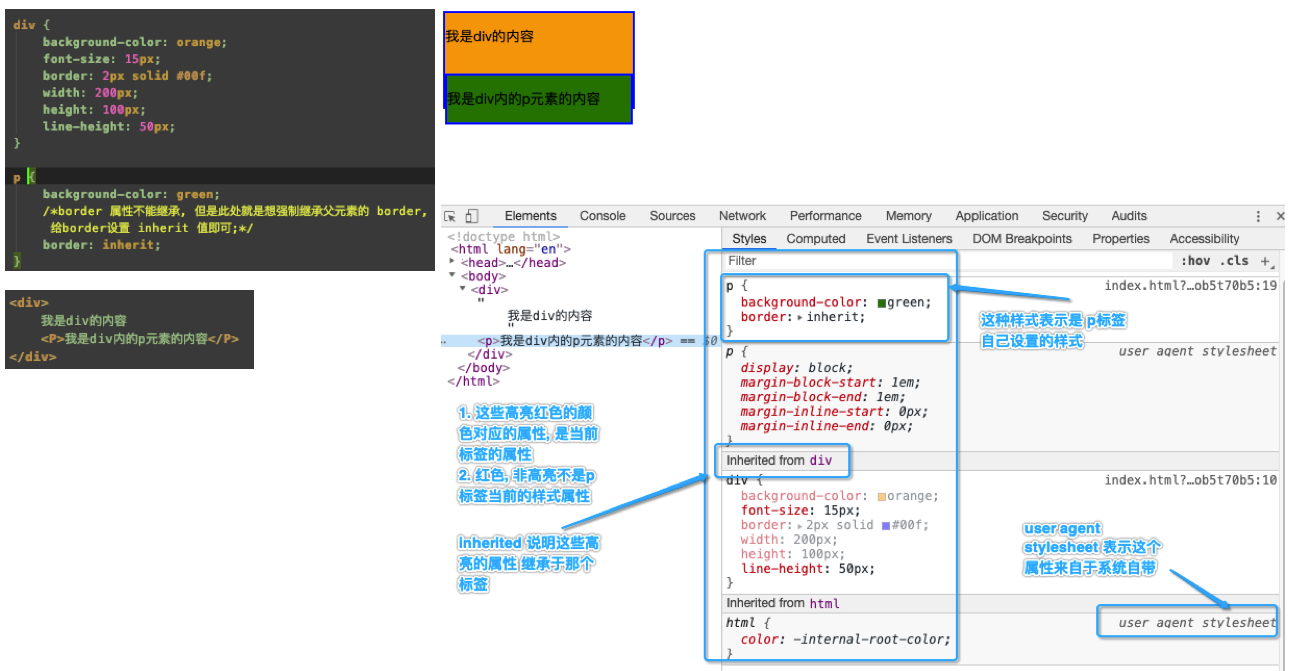 div {
background-color: orange;
font-size: 15px;
border: 2px solid #00f;
width: 200px;
height: 100px;
line-height: 50px;
}
p {
background-color: green;
/*border 属性不能继承, 但是此处就是想强制继承父元素的 border,
给border设置 inherit 值即可;*/
border: inherit;
}
<div>
我是div的内容
<P>我是div内的p元素的内容</P>
</div>
我是div的内容
我是div内的p元素的内容
Elements Console Sources Network Performance Memory Application Security Audits
<!doctype html>
<html lang="en">
<head>…</head>
<body>
<div>
"
我是div的内容
"
<p>我是div内的p元素的内容</p> == $0
</div>
</body>
</html>
1. 这些高亮红色的颜
色对应的属性, 是当前
标签的属性
2. 红色, 非高亮不是p
标签当前的样式属性
inherited 说明这些高
亮的属性 继承于那个
标签
Styles Computed Event Listeners DOM Breakpoints Properties Accessibility
Filter :hov .cls +
p { index.html?…ob5t70b5:19
background-color: green;
border: inherit;
}
这种样式表示是 p标签
自己设置的样式
p { user agent stylesheet
display: block;
margin-block-start: 1em;
margin-block-end: 1em;
margin-inline-start: 0px;
margin-inline-end: 0px;
}
Inherited from div
div { index.html?…ob5t70b5:10
background-color: orange;
font-size: 15px;
border: 2px solid #00f;
width: 200px;
height: 100px;
line-height: 50px;
}
user agent
stylesheet 表示这个
属性来自于系统自带
Inherited from html
html { user agent stylesheet
color: -internal-root-color;
}